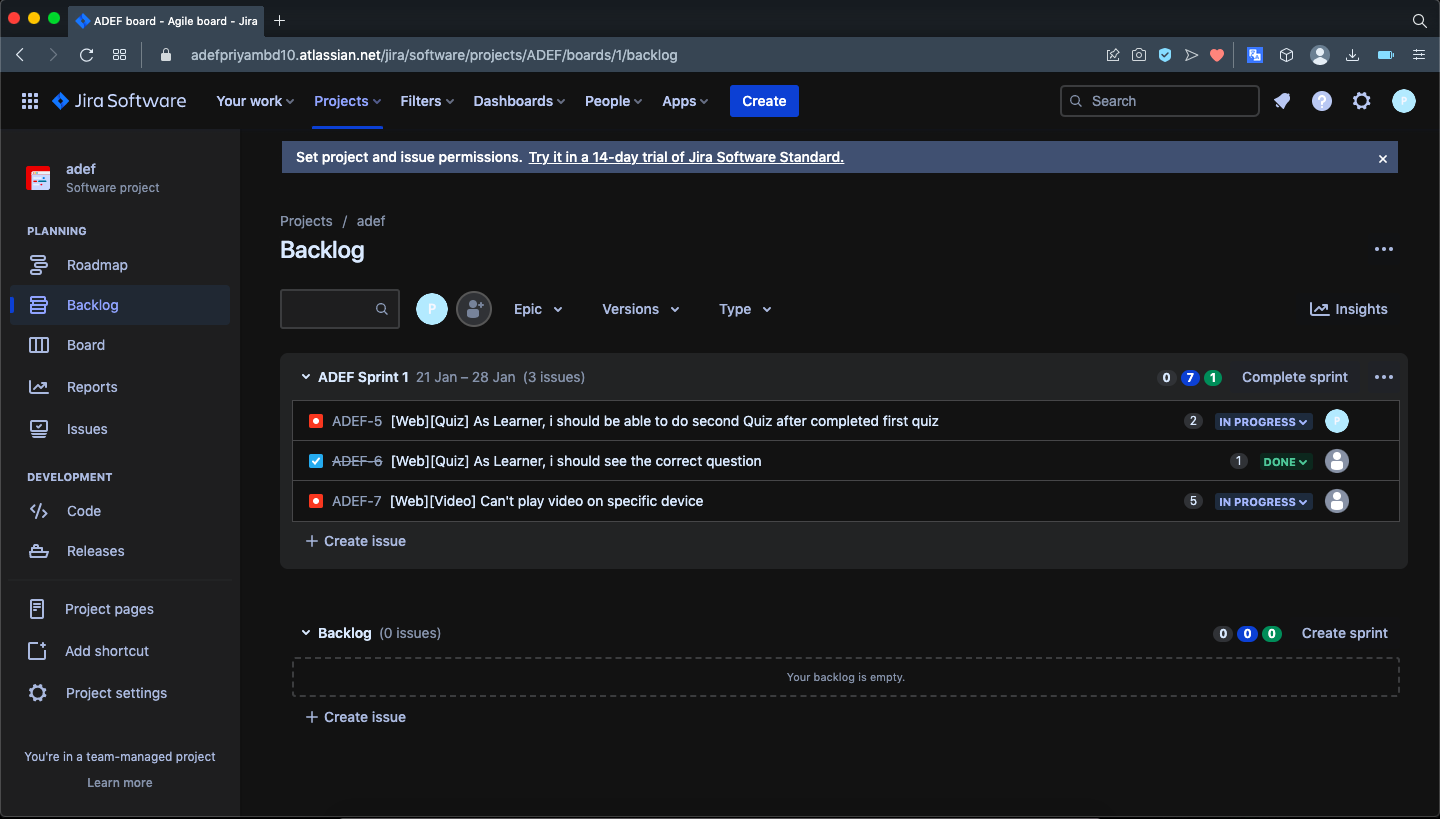 ADEF board - Agile board - Jira
adefpriyambd10.atlassian.net/jira/software/projects/ADEF/boards/1/backlog
Jira Software Your work Projects Filters Dashboards People Apps Create Search ? P
Set project and issue permissions. Try it in a 14-day trial of Jira Software Standard.
adef
Software project
PLANNING
Roadmap
Backlog
Board
Reports
Issues
DEVELOPMENT
Code
Releases
Project pages
Add shortcut
Project settings
You're in a team-managed project
Learn more
Projects / adef
Backlog
P Epic Versions Type Insights
ADEF Sprint 1 21 Jan – 28 Jan (3 issues) 0 7 1 Complete sprint
ADEF-5 [Web][Quiz] As Learner, i should be able to do second Quiz after completed first quiz 2 IN PROGRESS P
ADEF-6 [Web][Quiz] As Learner, i should see the correct question 1 DONE
ADEF-7 [Web][Video] Can't play video on specific device 5 IN PROGRESS
+ Create issue
Backlog (0 issues) 0 0 0 Create sprint
Your backlog is empty.
+ Create issue